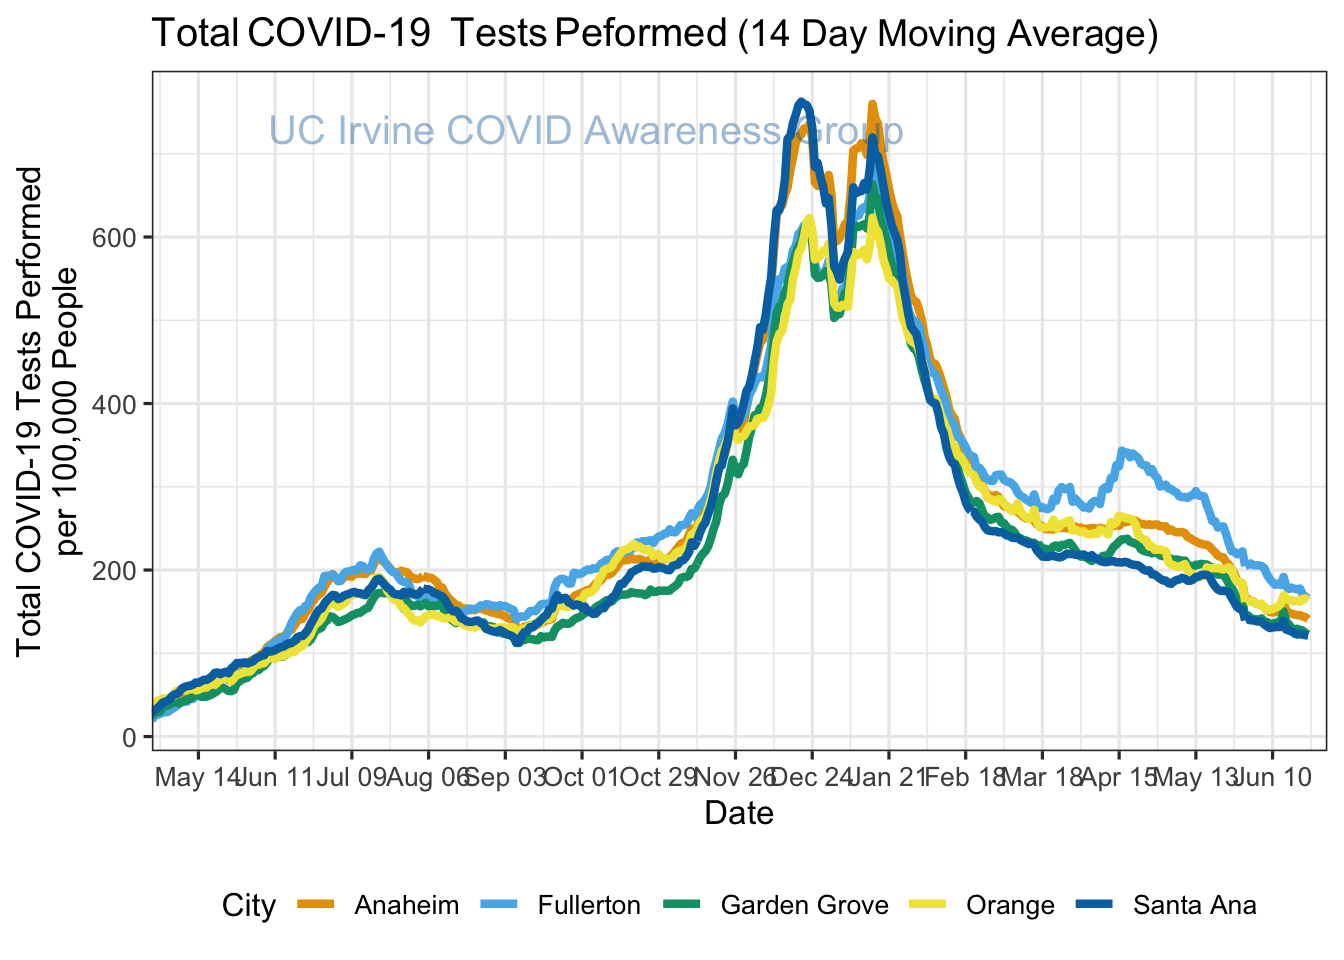 Total COVID-19  Tests Peformed (14 Day Moving Average)
UC Irvine COVID Awareness Group
Total COVID-19 Tests Performed
per 100,000 People
600
400
200
0
May 14 Jun 11 Jul 09 Aug 06 Sep 03 Oct 01 Oct 29 Nov 26 Dec 24 Jan 21 Feb 18 Mar 18 Apr 15 May 13 Jun 10
Date
City Anaheim Fullerton Garden Grove Orange Santa Ana